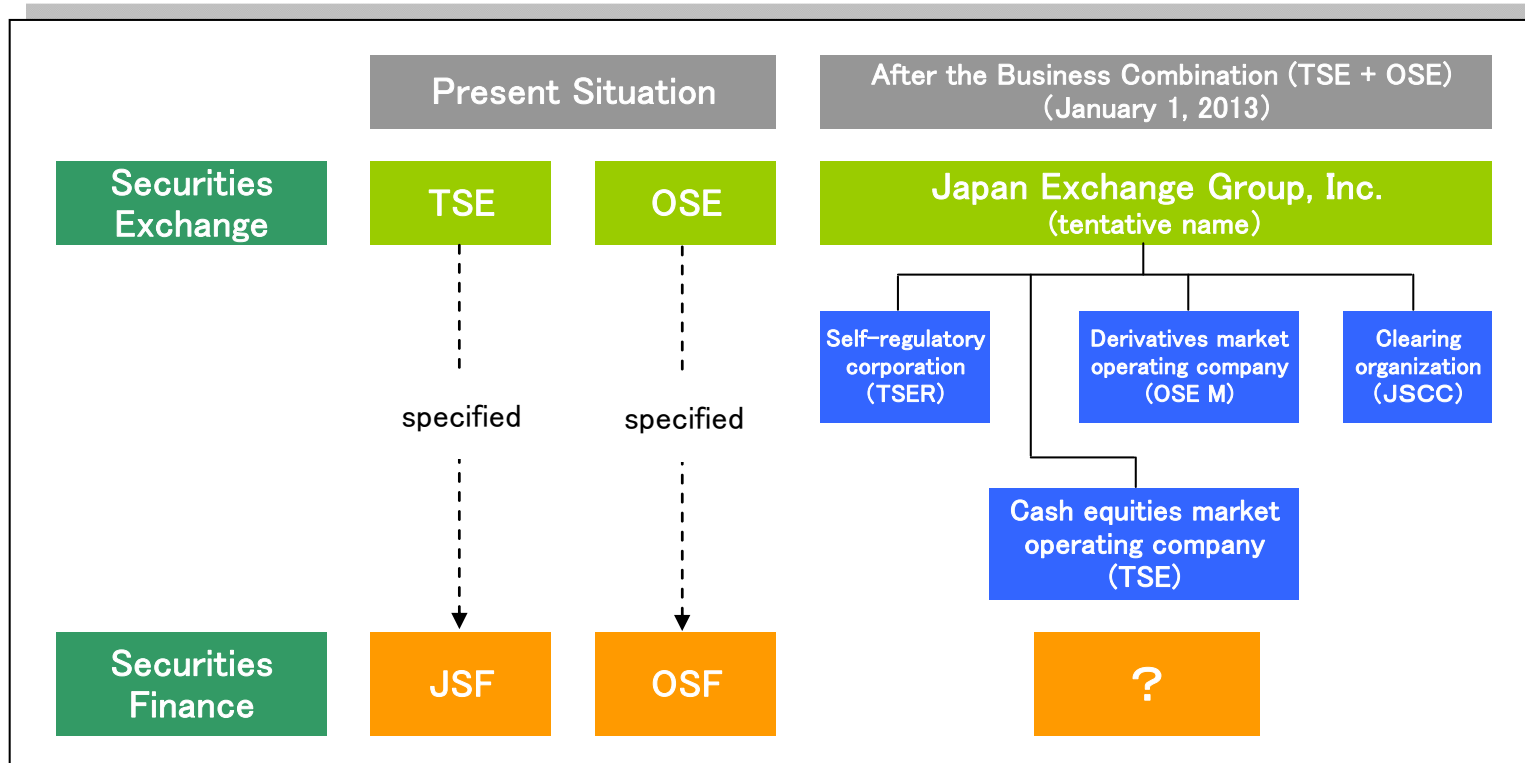 Present Situation
After the Business Combination (TSE + OSE)
(January 1, 2013)
Securities
Exchange
TSE
OSE
Japan Exchange Group, Inc.
(tentative name)
Self-regulatory
corporation
(TSER)
Derivatives market
operating company
(OSE M)
Clearing
organization
(JSCC)
specified
specified
Cash equities market
operating company
(TSE)
Securities
Finance
JSF
OSF
?